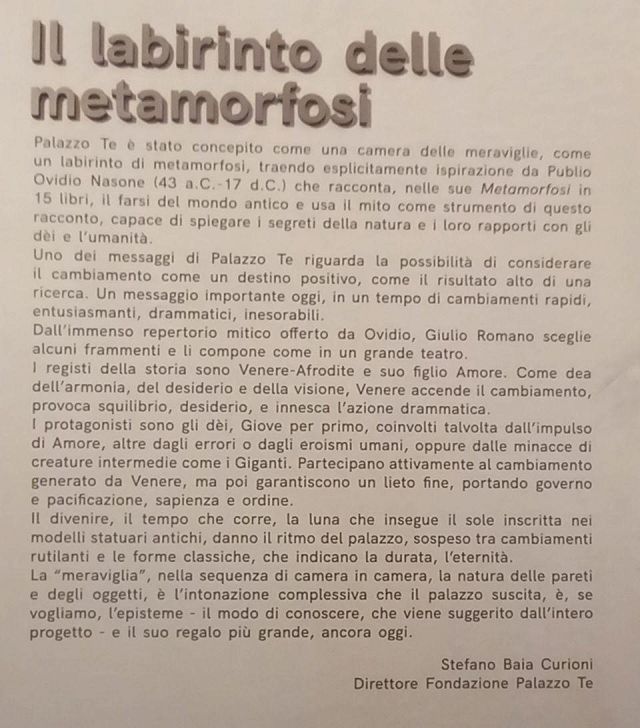 Il labirinto delle
metamorfosi
Palazzo Te è stato concepito come una camera delle meraviglie, come
un labirinto di metamorfosi, traendo esplicitamente ispirazione da Publio
Ovidio Nasone (43 a.C.-17 d.C.) che racconta, nelle sue Metamorfosi in
15 libri, il farsi del mondo antico e usa il mito come strumento di questo
racconto, capace di spiegare i segreti della natura e i loro rapporti con gli
dèi e l'umanità.
Uno dei messaggi di Palazzo Te riguarda la possibilità di considerare
il cambiamento come un destino positivo, come il risultato alto di una
ricerca. Un messaggio importante oggi, in un tempo di cambiamenti rapidi,
entusiasmanti, drammatici, inesorabili.
Dall'immenso repertorio mitico offerto da Ovidio, Giulio Romano sceglie
alcuni frammenti e li compone come in un grande teatro.
I registi della storia sono Venere-Afrodite e suo figlio Amore. Come dea
dell'armonia, del desiderio e della visione, Venere accende il cambiamento,
provoca squilibrio, desiderio, e innesca l'azione drammatica.
I protagonisti sono gli dèi, Giove per primo, coinvolti talvolta dall'impulso
di Amore, altre dagli errori o dagli eroismi umani, oppure dalle minacce di
creature intermedie come i Giganti. Partecipano attivamente al cambiamento
generato da Venere, ma poi garantiscono un lieto fine, portando governo
e pacificazione, sapienza e ordine.
Il divenire, il tempo che corre, la luna che insegue il sole inscritta nei
modelli statuari antichi, danno il ritmo del palazzo, sospeso tra cambiamenti
rutilanti e le forme classiche, che indicano la durata, l'eternità.
La "meraviglia", nella sequenza di camera in camera, la natura delle pareti
e degli oggetti, è l'intonazione complessiva che il palazzo suscita, è, se
vogliamo, l'episteme - il modo di conoscere, che viene suggerito dall'intero
progetto - e il suo regalo più grande, ancora oggi.
Stefano Baia Curioni
Direttore Fondazione Palazzo Te